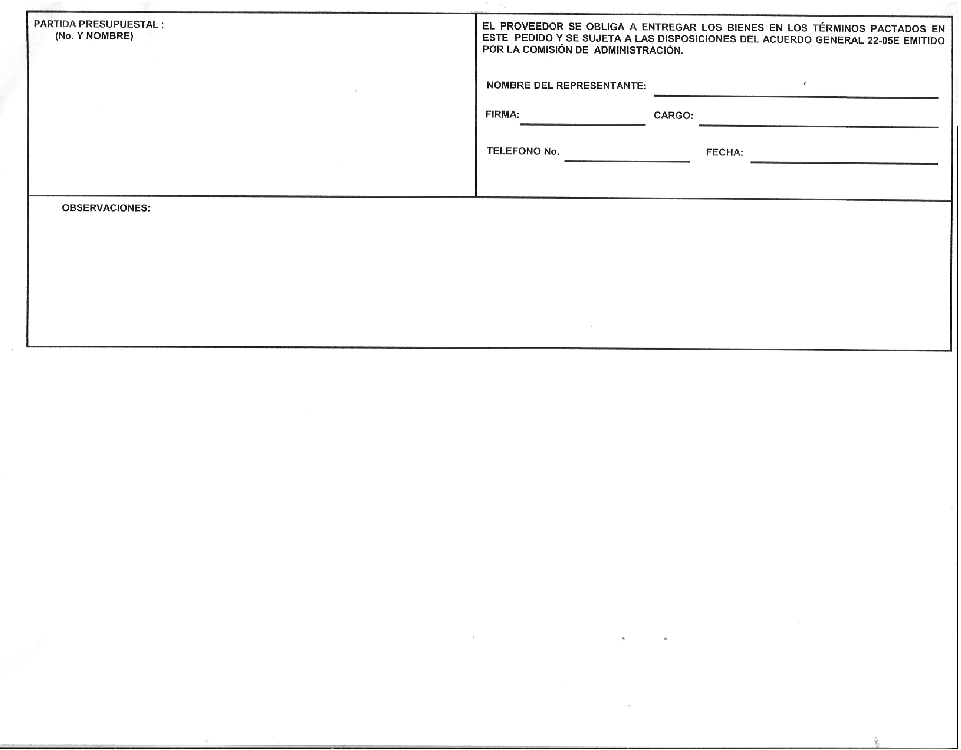 PARTIDA PRESUPUESTAL :
(No. Y NOMBRE)
EL PROVEEDOR SE OBLIGA A ENTREGAR LOS BIENES EN LOS TÉRMINOS PACTADOS EN
ESTE PEDIDO Y SE SUJETA A LAS DISPOSICIONES DEL ACUERDO GENERAL 22-05E EMITIDO
POR LA COMISIÓN DE ADMINISTRACIÓN.
NOMBRE DEL REPRESENTANTE:
FIRMA: CARGO:
TELEFONO No. FECHA:
OBSERVACIONES: